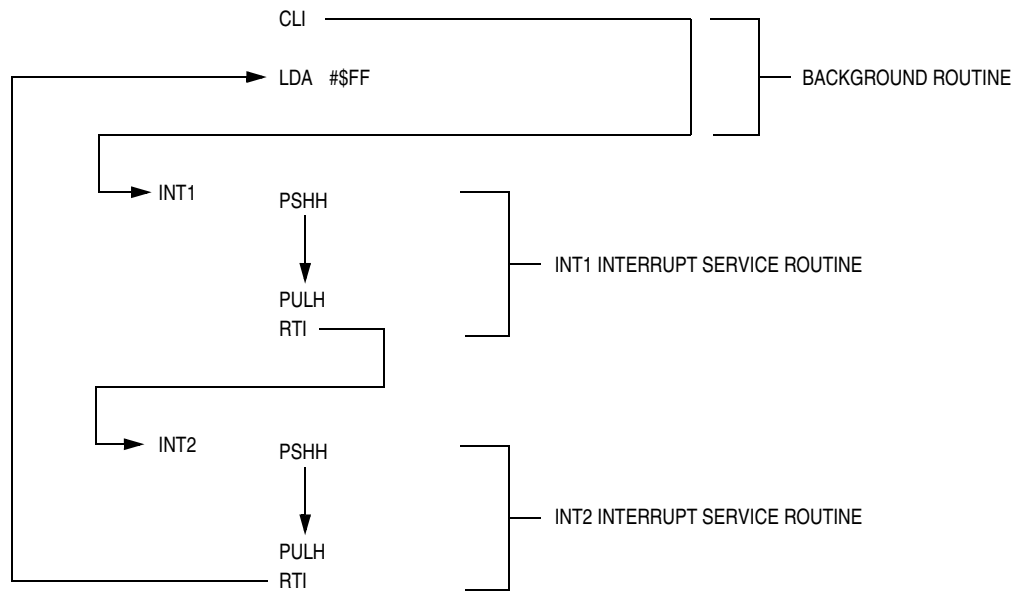 CLI
LDA #$FF
BACKGROUND ROUTINE
INT1
PSHH
INT1 INTERRUPT SERVICE ROUTINE
PULH
RTI
INT2
PSHH
INT2 INTERRUPT SERVICE ROUTINE
PULH
RTI